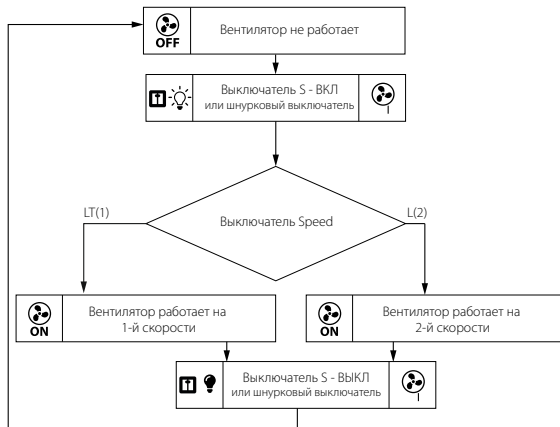 OFF
Вентилятор не работает
Выключатель S - ВКЛ
или шнурковый выключатель
LT(1)
Выключатель Speed
L(2)
ON
Вентилятор работает на
1-й скорости
ON
Вентилятор работает на
2-й скорости
Выключатель S - ВЫКЛ
или шнурковый выключатель